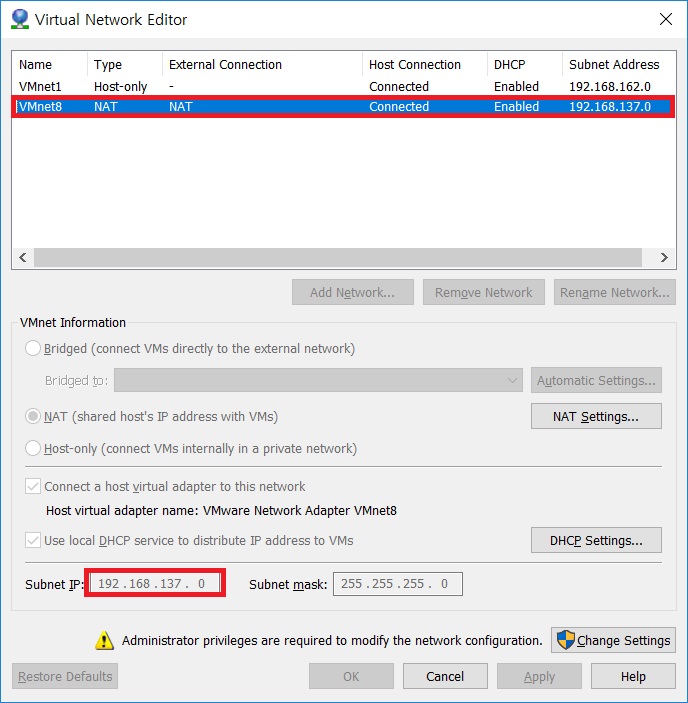 Virtual Network Editor
Name Type External Connection Host Connection DHCP Subnet Address
VMnet1 Host-only - Connected Enabled 192.168.162.0
VMnet8 NAT NAT Connected Enabled 192.168.137.0
Add Network... Remove Network Rename Network...
VMnet Information
Bridged (connect VMs directly to the external network)
Bridged to: Automatic Settings...
NAT (shared host's IP address with VMs) NAT Settings...
Host-only (connect VMs internally in a private network)
Connect a host virtual adapter to this network
Host virtual adapter name: VMware Network Adapter VMnet8
Use local DHCP service to distribute IP address to VMs DHCP Settings...
Subnet IP: 192 . 168 . 137 . 0 Subnet mask: 255 . 255 . 255 . 0
Administrator privileges are required to modify the network configuration. Change Settings
Restore Defaults OK Cancel Apply Help